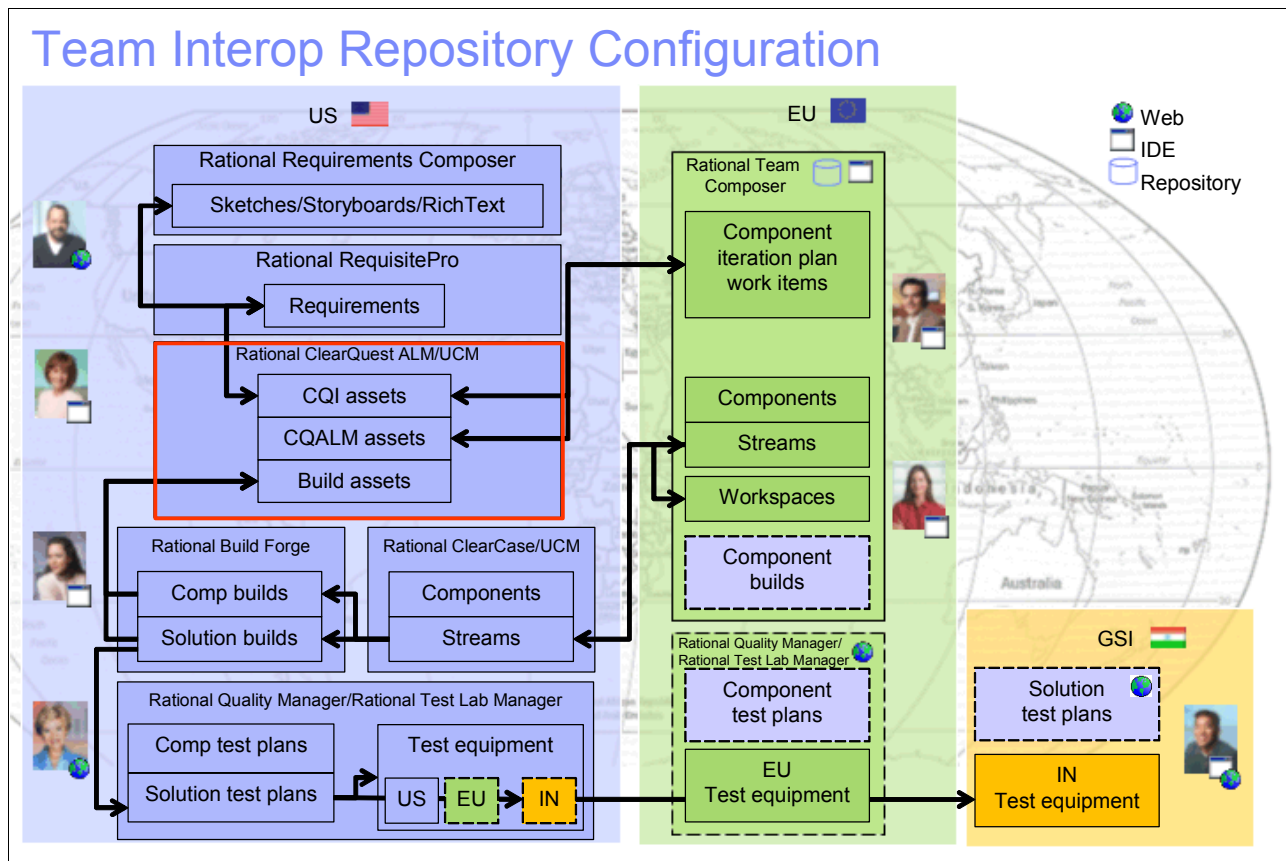 Team Interop Repository Configuration
US
EU
Web
IDE
Repository
Rational Requirements Composer
Sketches/Storyboards/RichText
Rational RequisitePro
Requirements
Rational ClearQuest ALM/UCM
CQI assets
CQALM assets
Build assets
Rational Build Forge
Comp builds
Solution builds
Rational ClearCase/UCM
Components
Streams
Rational Quality Manager/Rational Test Lab Manager
Comp test plans
Solution test plans
Test equipment
US
EU
IN
Rational Team
Composer
Component
iteration plan
work items
Components
Streams
Workspaces
Component
builds
Rational Quality Manager/
Rational Test Lab Manager
Component
test plans
EU
Test equipment
GSI
Solution
test plans
IN
Test equipment
Australia